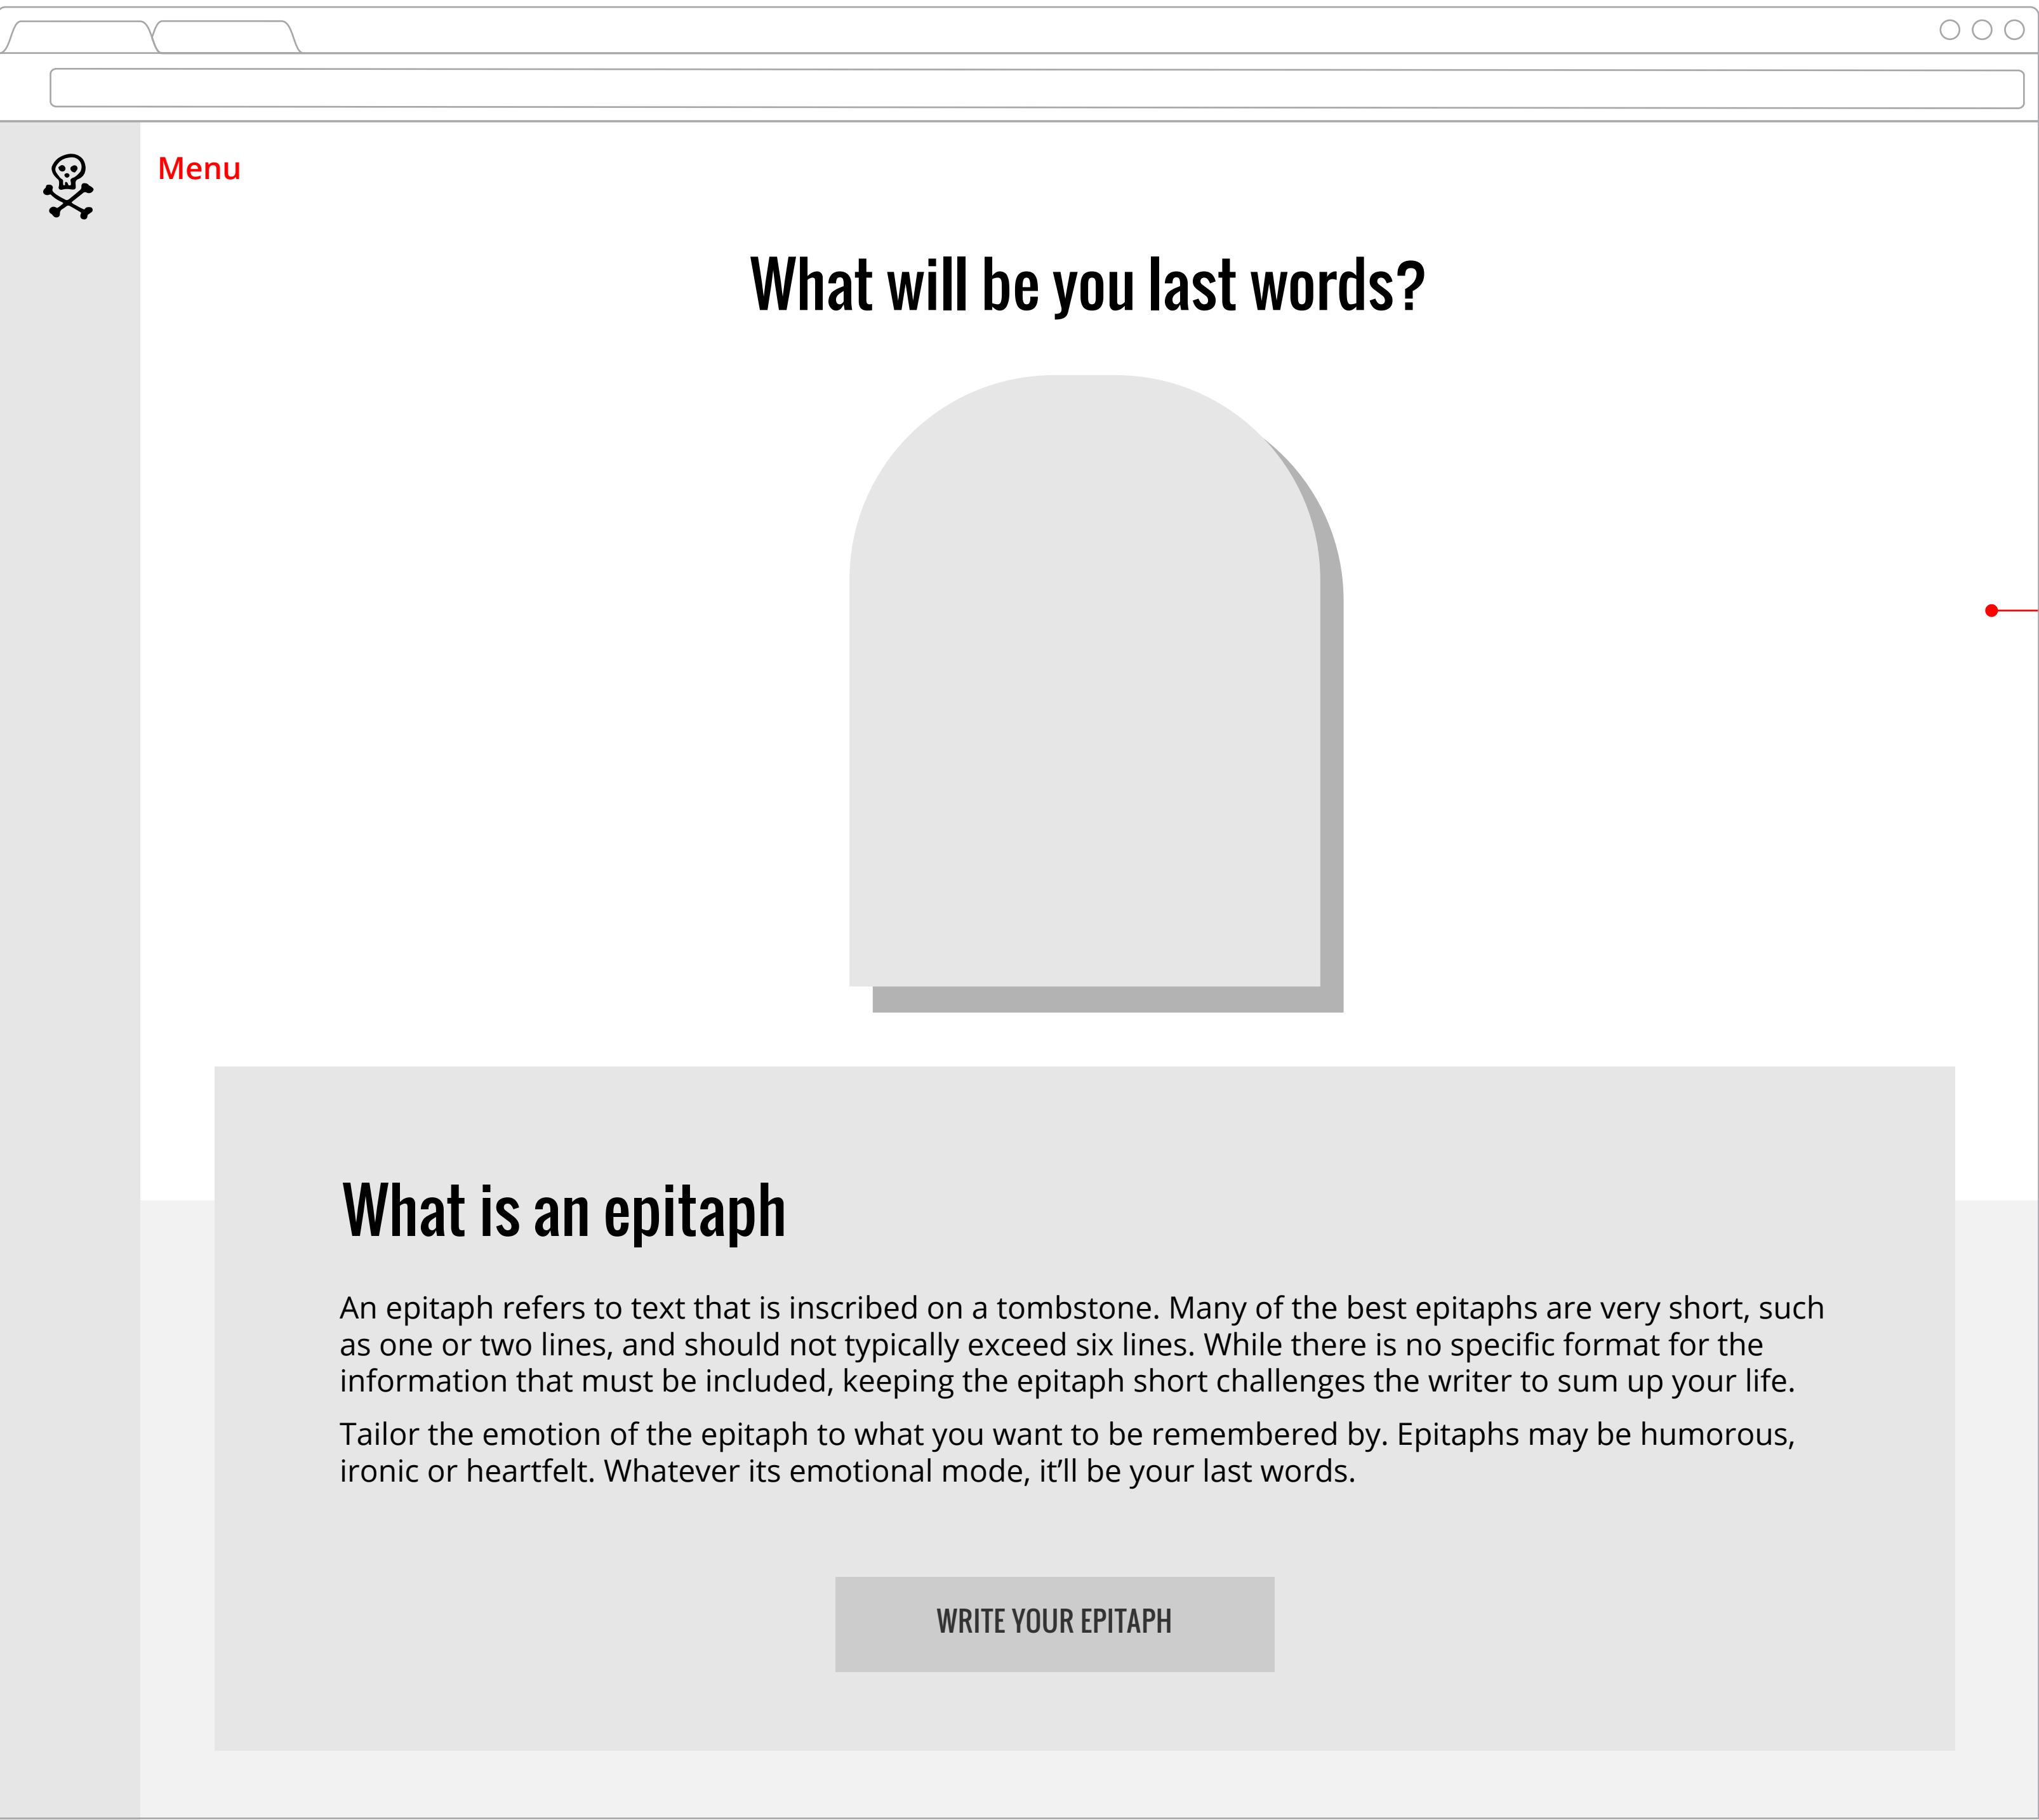 Menu
What will be you last words?
What is an epitaph
An epitaph refers to text that is inscribed on a tombstone. Many of the best epitaphs are very short, such
as one or two lines, and should not typically exceed six lines. While there is no specific format for the
information that must be included, keeping the epitaph short challenges the writer to sum up your life.
Tailor the emotion of the epitaph to what you want to be remembered by. Epitaphs may be humorous,
ironic or heartfelt. Whatever its emotional mode, it’ll be your last words.
WRITE YOUR EPITAPH